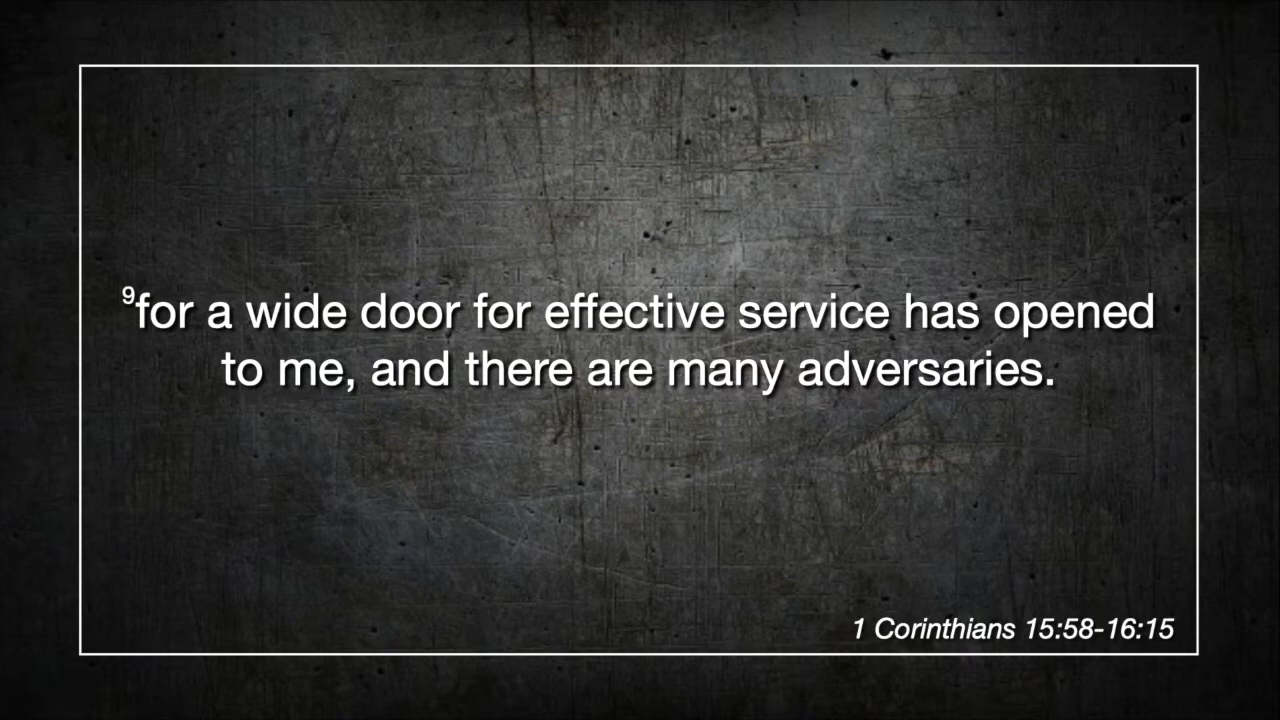 ⁹for a wide door for effective service has opened
to me, and there are many adversaries.
1 Corinthians 15:58-16:15